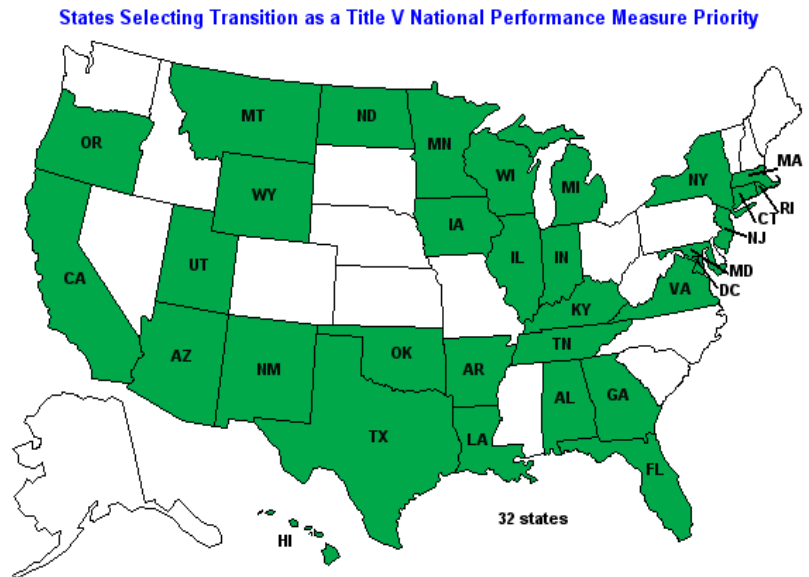 States Selecting Transition as a Title V National Performance Measure Priority
MT
ND
MN
OR
WI
MA
MI
NY
WY
RI
IA
CT
NJ
UT
IL
IN
CA
MD
DC
VA
KY
TN
AZ
OK
NM
AR
AL
GA
TX
LA
FL
32 states
HI